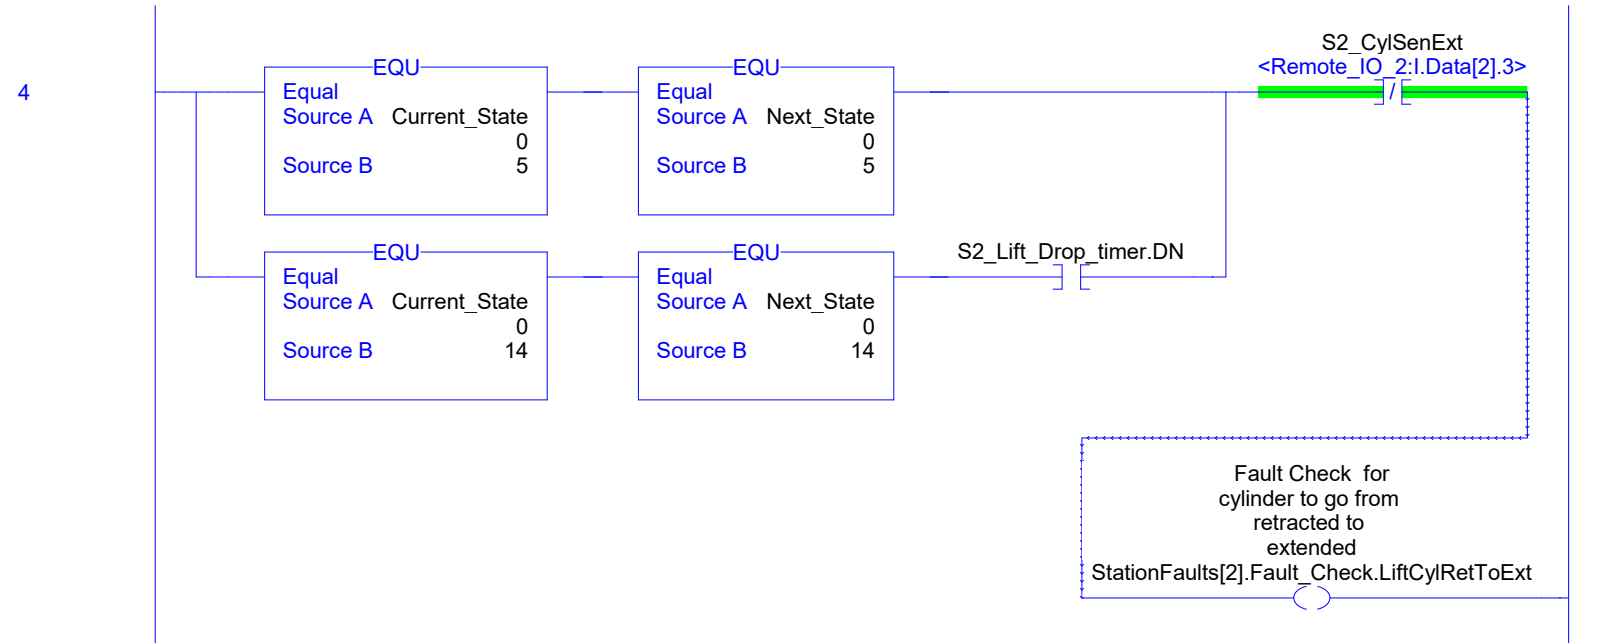 S2_CylSenExt
<Remote_IO_2:I.Data[2].3>
4
EQU
Equal
Source A Current_State
0
Source B 5
EQU
Equal
Source A Next_State
0
Source B 5
/
EQU
Equal
Source A Current_State
0
Source B 14
EQU
Equal
Source A Next_State
0
Source B 14
S2_Lift_Drop_timer.DN
Fault Check for
cylinder to go from
retracted to
extended
StationFaults[2].Fault_Check.LiftCylRetToExt